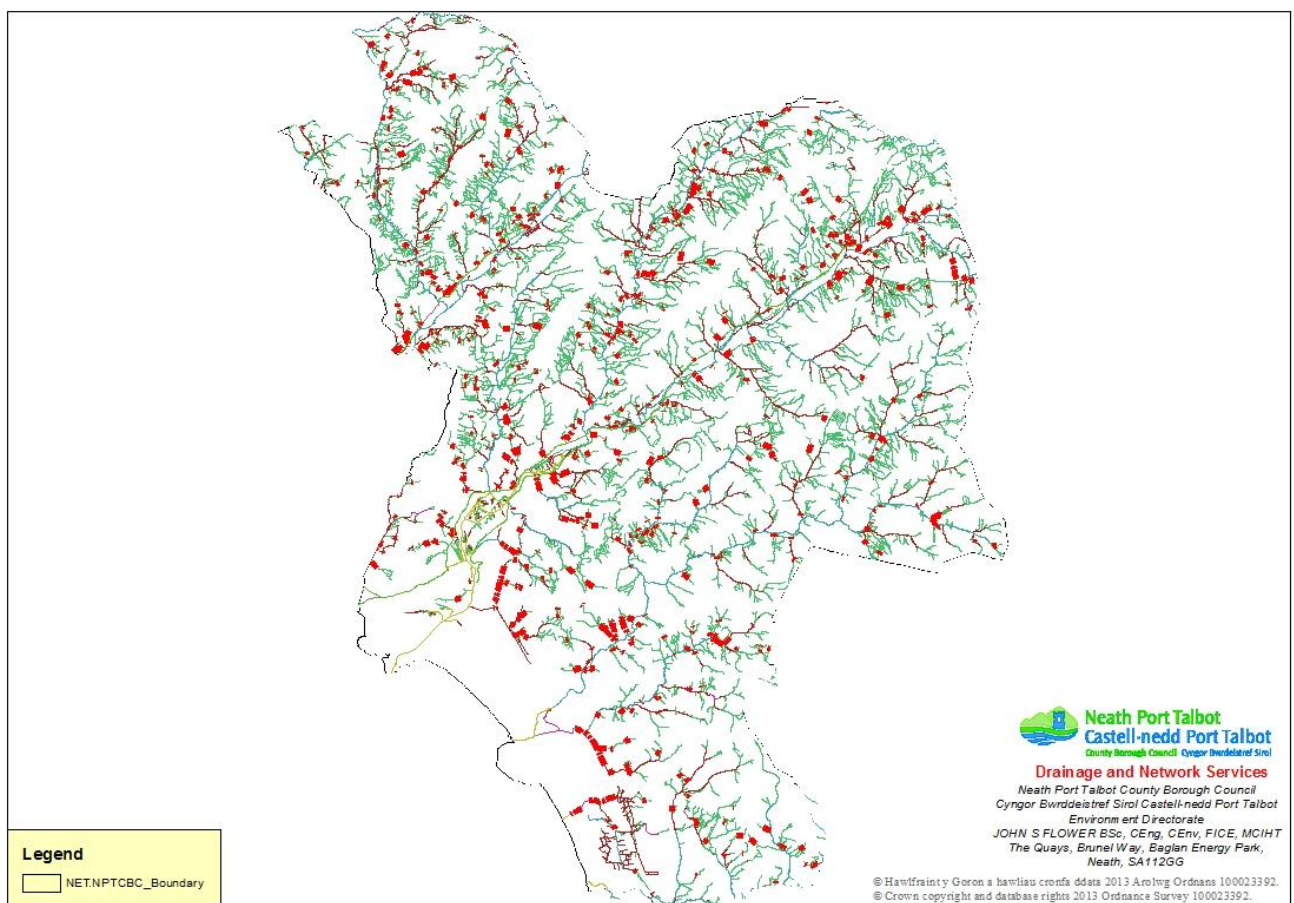 Neath Port Talbot
Castell-nedd Port Talbot
County Borough Council Cyngor Bwrdeistref Sirol
Drainage and Network Services
Neath Port Talbot County Borough Council
Cyngor Bwrddeistref Sirol Castell-nedd Port Talbot
Environment Directorate
JOHN S FLOWER BSc, CEng, CEnv, FICE, MCIHT
The Quays, Brunel Way, Baglan Energy Park,
Neath, SA112GG
© Hawlfraint y Goron a hawliau cronfa ddata 2013 Arolwg Ordnans 100023392.
© Crown copyright and database rights 2013 Ordnance Survey 100023392.
Legend
NET.NPTCBC_Boundary